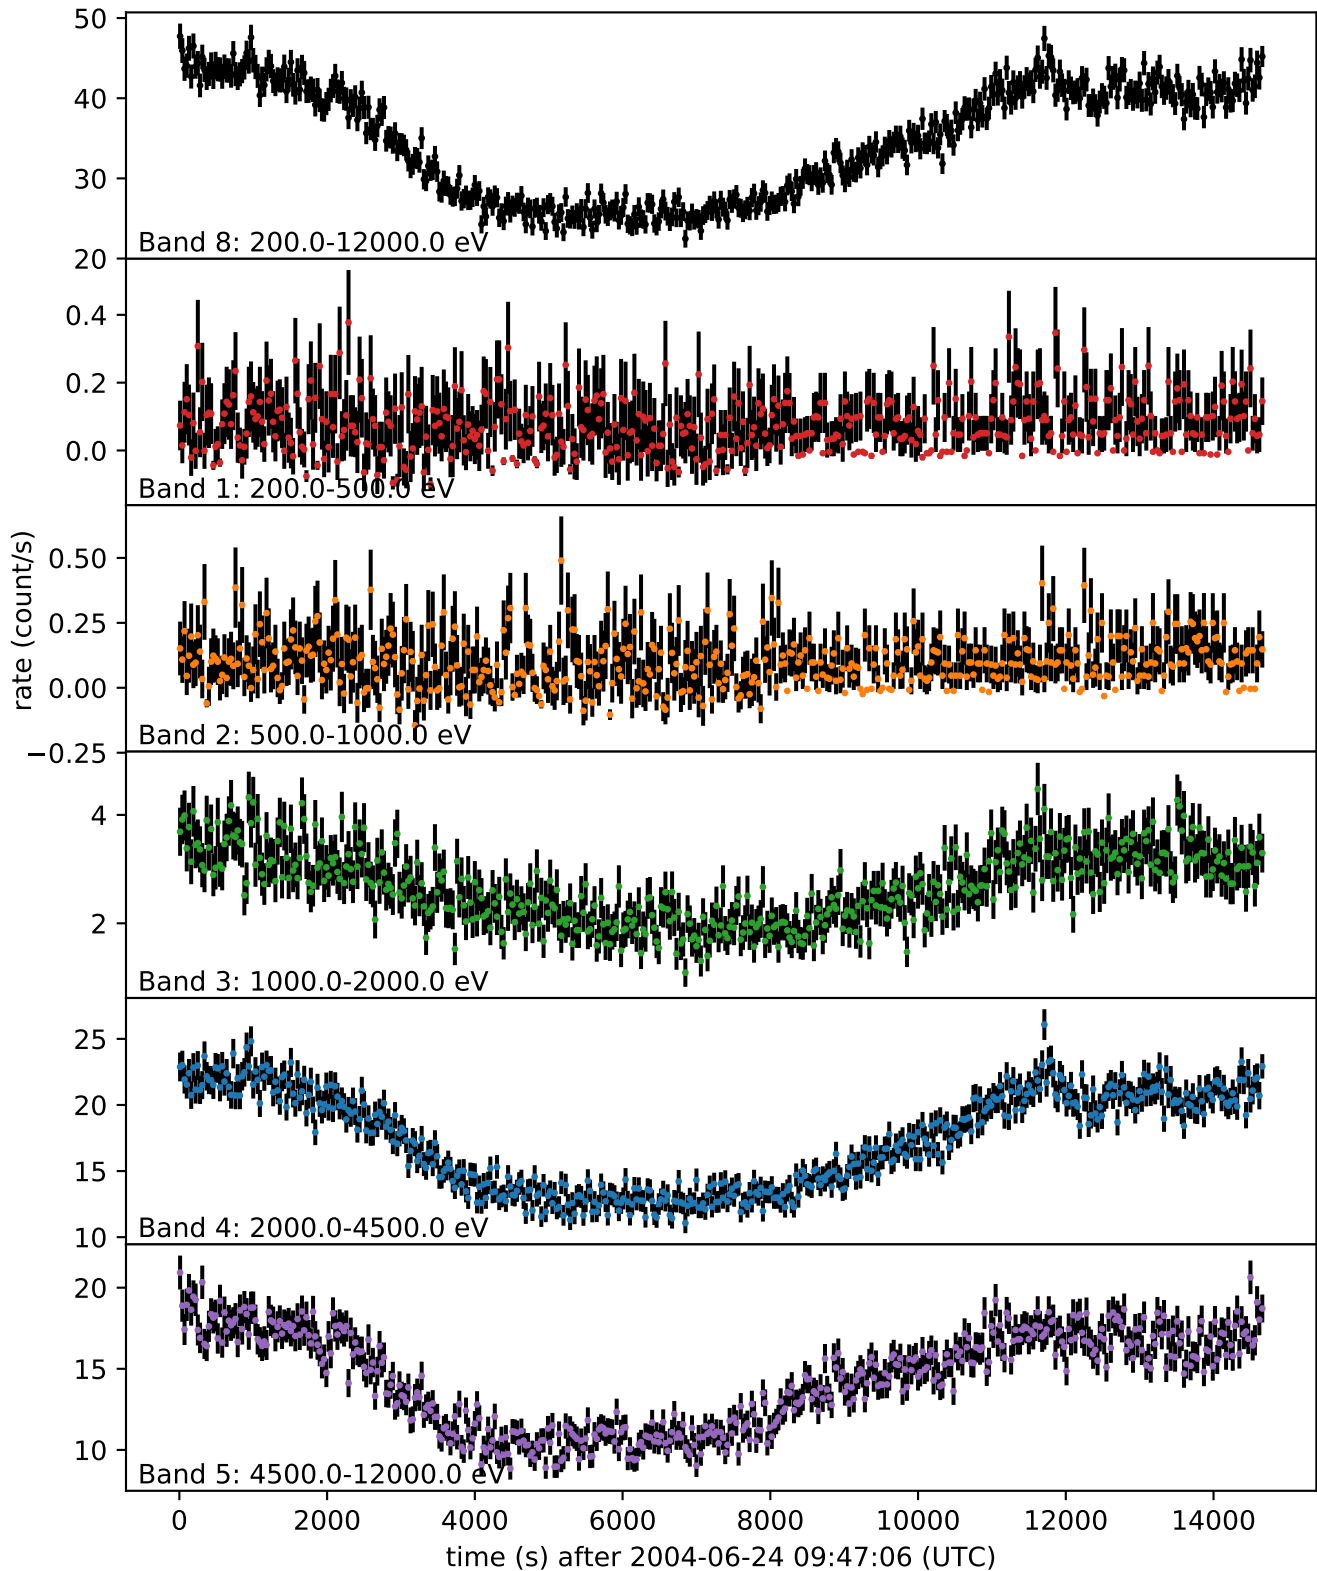 50
40
30
20
Band 8: 200.0-12000.0 eV
0.4
0.2
0.0
Band 1: 200.0-500.0 eV
rate (count/s)
0.50
0.25
0.00
−0.25
Band 2: 500.0-1000.0 eV
4
2
Band 3: 1000.0-2000.0 eV
25
20
15
10
Band 4: 2000.0-4500.0 eV
20
15
10
Band 5: 4500.0-12000.0 eV
0 2000 4000 6000 8000 10000 12000 14000
time (s) after 2004-06-24 09:47:06 (UTC)